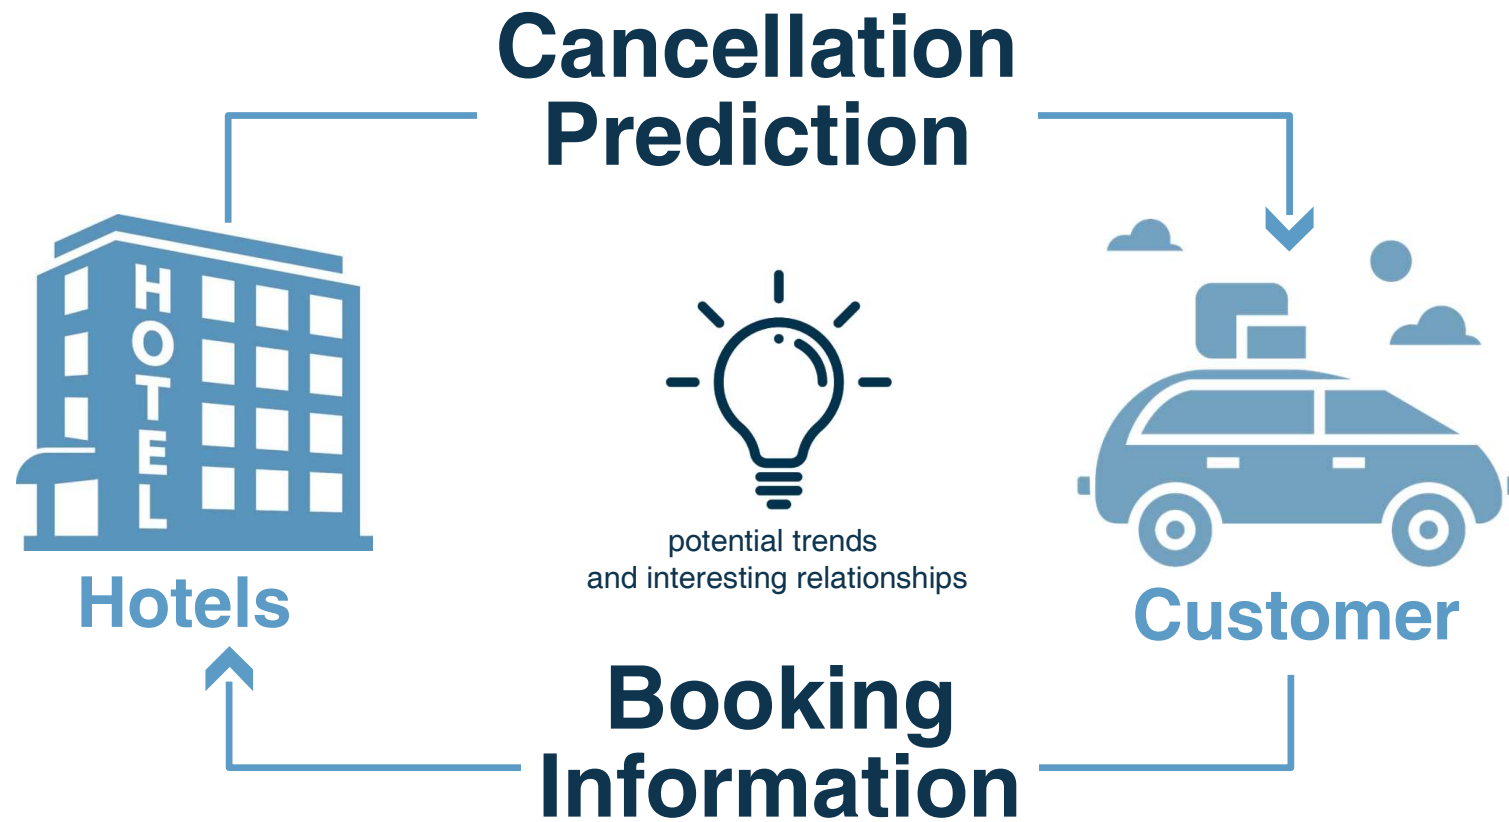 Cancellation
Prediction
HOTEL
potential trends
and interesting relationships
Hotels
Customer
Booking
Information